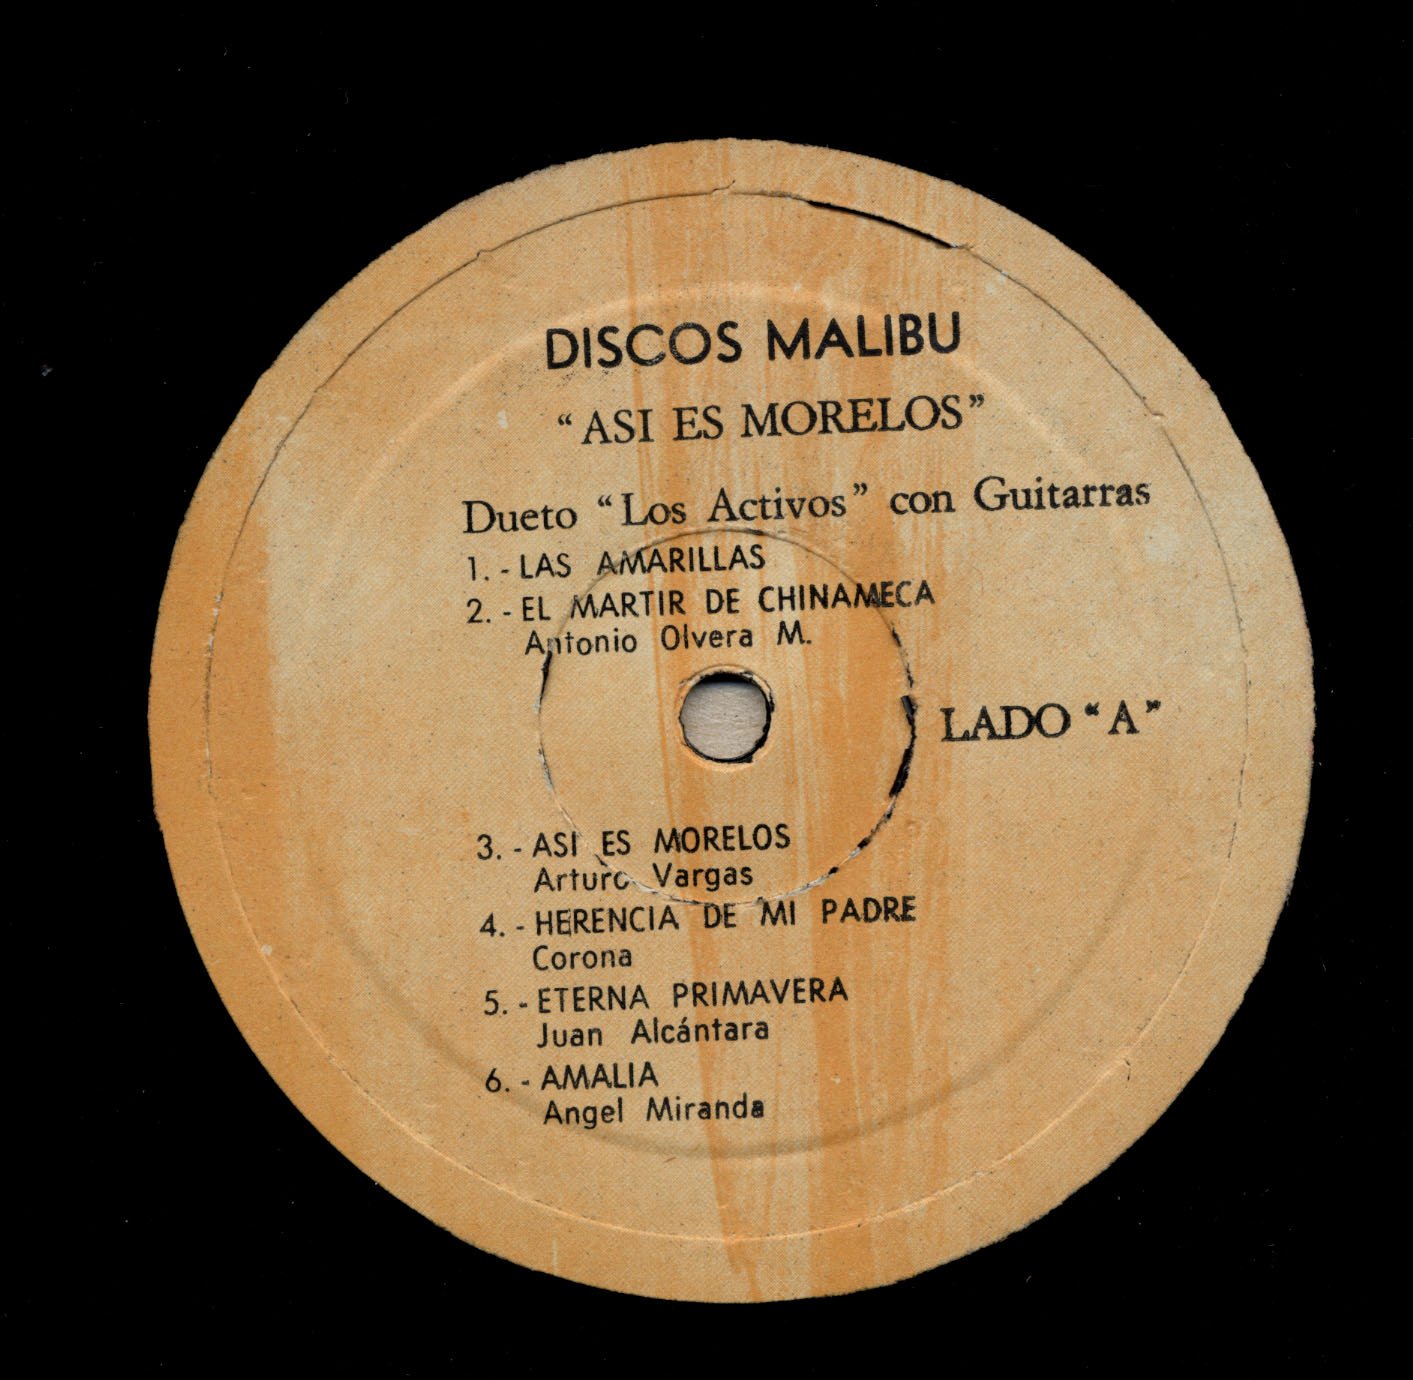 DISCOS MALIBU
“ASI ES MORELOS”
Dueto “Los Activos” con Guitarras
1.- LAS AMARILLAS
2.- EL MARTIR DE CHINAMECA
Antonio Olvera M.
LADO “A”
3.- ASI ES MORELOS
Arturo Vargas
4.- HERENCIA DE MI PADRE
Corona
5.- ETERNA PRIMAVERA
Juan Alcántara
6.- AMALIA
Angel Miranda